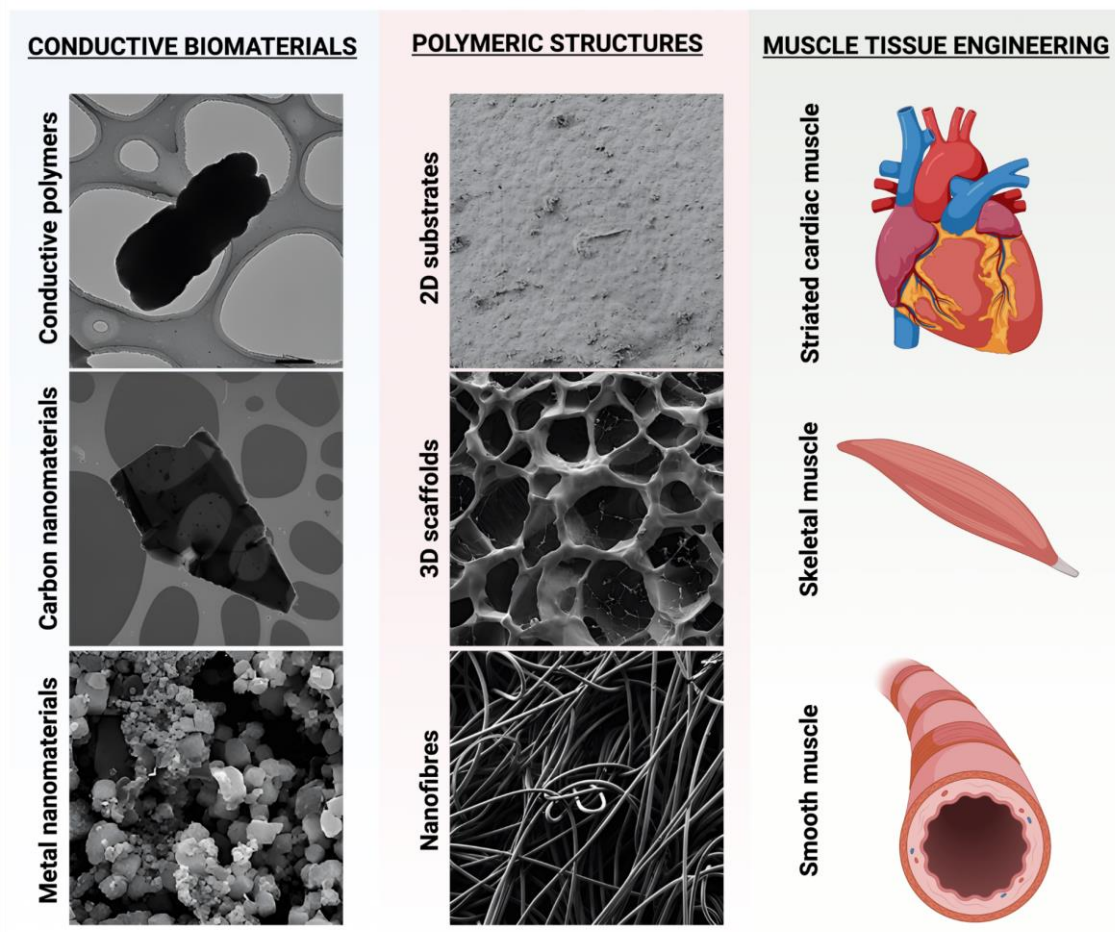 CONDUCTIVE BIOMATERIALS
Conductive polymers
Carbon nanomaterials
Metal nanomaterials
POLYMERIC STRUCTURES
2D substrates
3D scaffolds
Nanofibres
MUSCLE TISSUE ENGINEERING
Striated cardiac muscle
Skeletal muscle
Smooth muscle